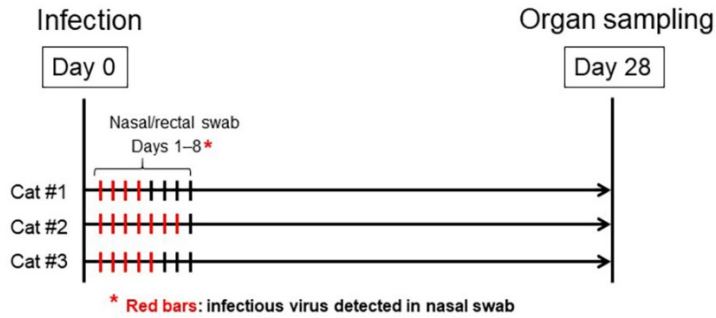 Infection
Organ sampling
Day 0
Day 28
Nasal/rectal swab
Days 1–8*
Cat #1
Cat #2
Cat #3
* Red bars: infectious virus detected in nasal swab